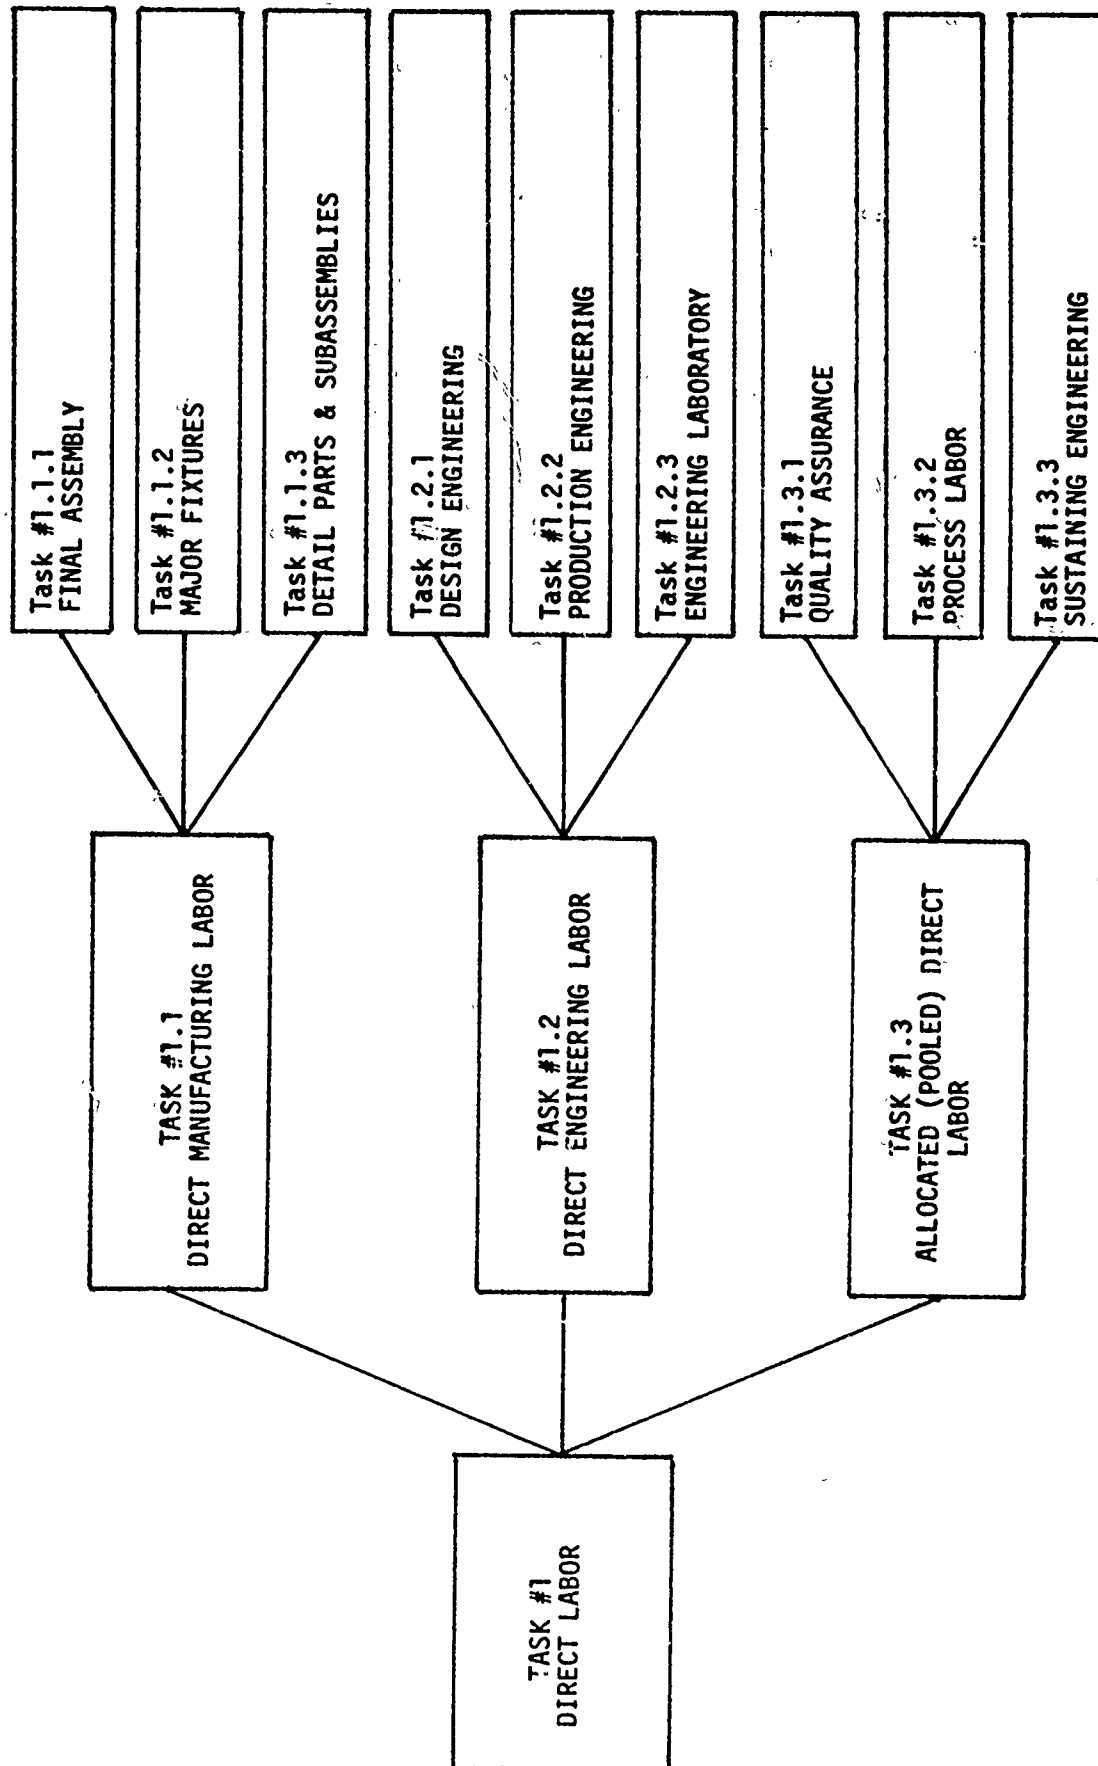 TASK #1
DIRECT LABOR
TASK #1.1
DIRECT MANUFACTURING LABOR
TASK #1.2
DIRECT ENGINEERING LABOR
TASK #1.3
ALLOCATED (POOLED) DIRECT
LABOR
Task #1.1.1
FINAL ASSEMBLY
Task #1.1.2
MAJOR FIXTURES
Task #1.1.3
DETAIL PARTS & SUBASSEMBLIES
Task #1.2.1
DESIGN ENGINEERING
Task #1.2.2
PRODUCTION ENGINEERING
Task #1.2.3
ENGINEERING LABORATORY
Task #1.3.1
QUALITY ASSURANCE
Task #1.3.2
PROCESS LABOR
Task #1.3.3
SUSTAINING ENGINEERING